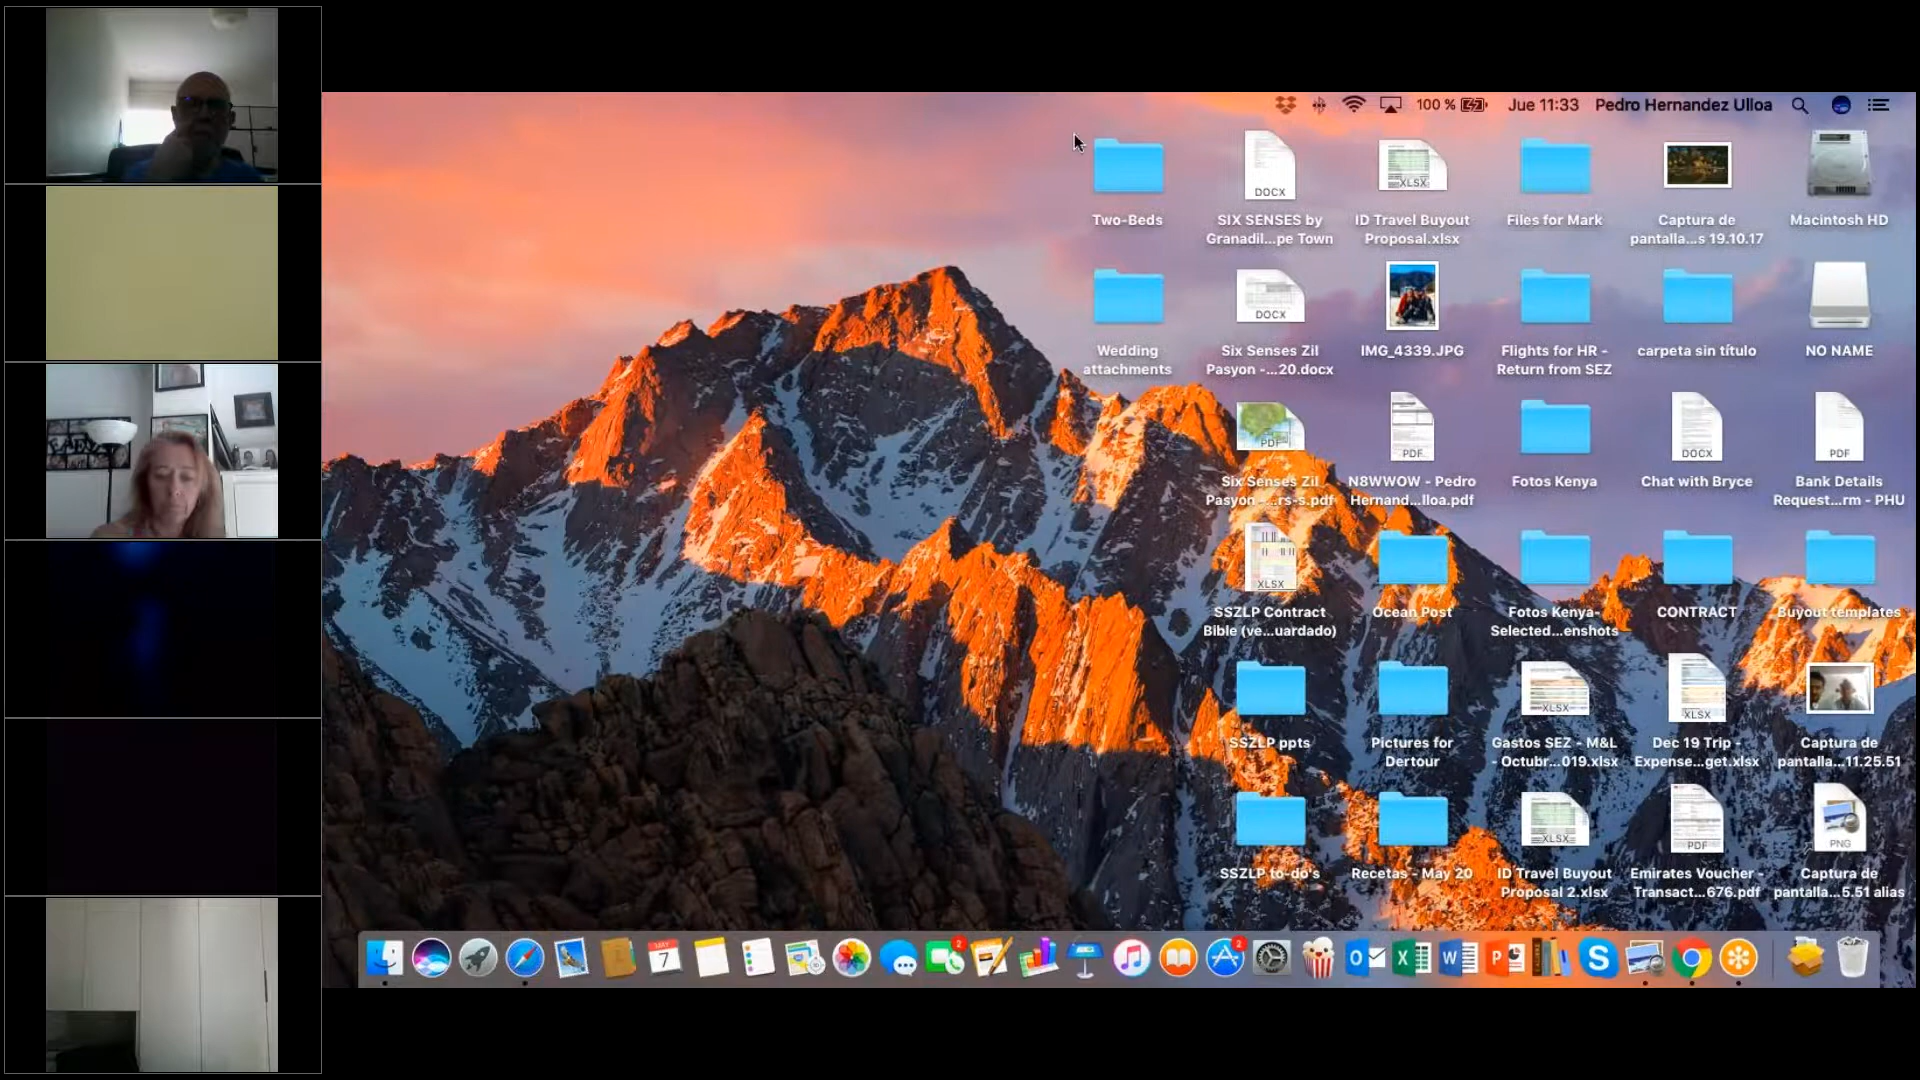 100 % Jue 11:33 Pedro Hernandez Ulloa
DOCX
XLSX
Two-Beds
SIX SENSES by
Granadil...pe Town
ID Travel Buyout
Proposal.xlsx
Files for Mark
Captura de
pantalla...s 19.10.17
Macintosh HD
DOCX
Wedding
attachments
Six Senses Zil
Pasyon -...20.docx
IMG_4339.JPG
Flights for HR -
Return from SEZ
carpeta sin título
NO NAME
PDF
PDF
DOCX
PDF
Six Senses Zil
Pasyon -...rs-s.pdf
N8WWOW - Pedro
Hernand...lloa.pdf
Fotos Kenya
Chat with Bryce
Bank Details
Request...rm - PHU
XLSX
SSZLP Contract
Bible (ve...uardado)
Ocean Post
Fotos Kenya-
Selected...enshots
CONTRACT
Buyout templates
XLSX
XLSX
SSZLP ppts
Pictures for
Dertour
Gastos SEZ - M&L
- Octubr...019.xlsx
Dec 19 Trip -
Expense...get.xlsx
Captura de
pantalla...11.25.51
XLSX
PDF
PNG
SSZLP to-do's
Recetas - May 20
ID Travel Buyout
Proposal 2.xlsx
Emirates Voucher -
Transact...676.pdf
Captura de
pantalla...5.51 alias
MAY
7
2
2